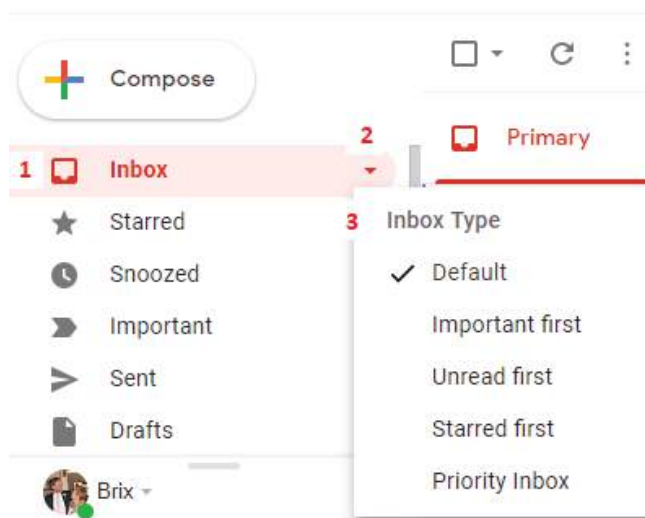 Compose
2
Primary
1 Inbox
Starred
3 Inbox Type
Snoozed
Default
Important
Important first
Sent
Unread first
Drafts
Starred first
Brix
Priority Inbox